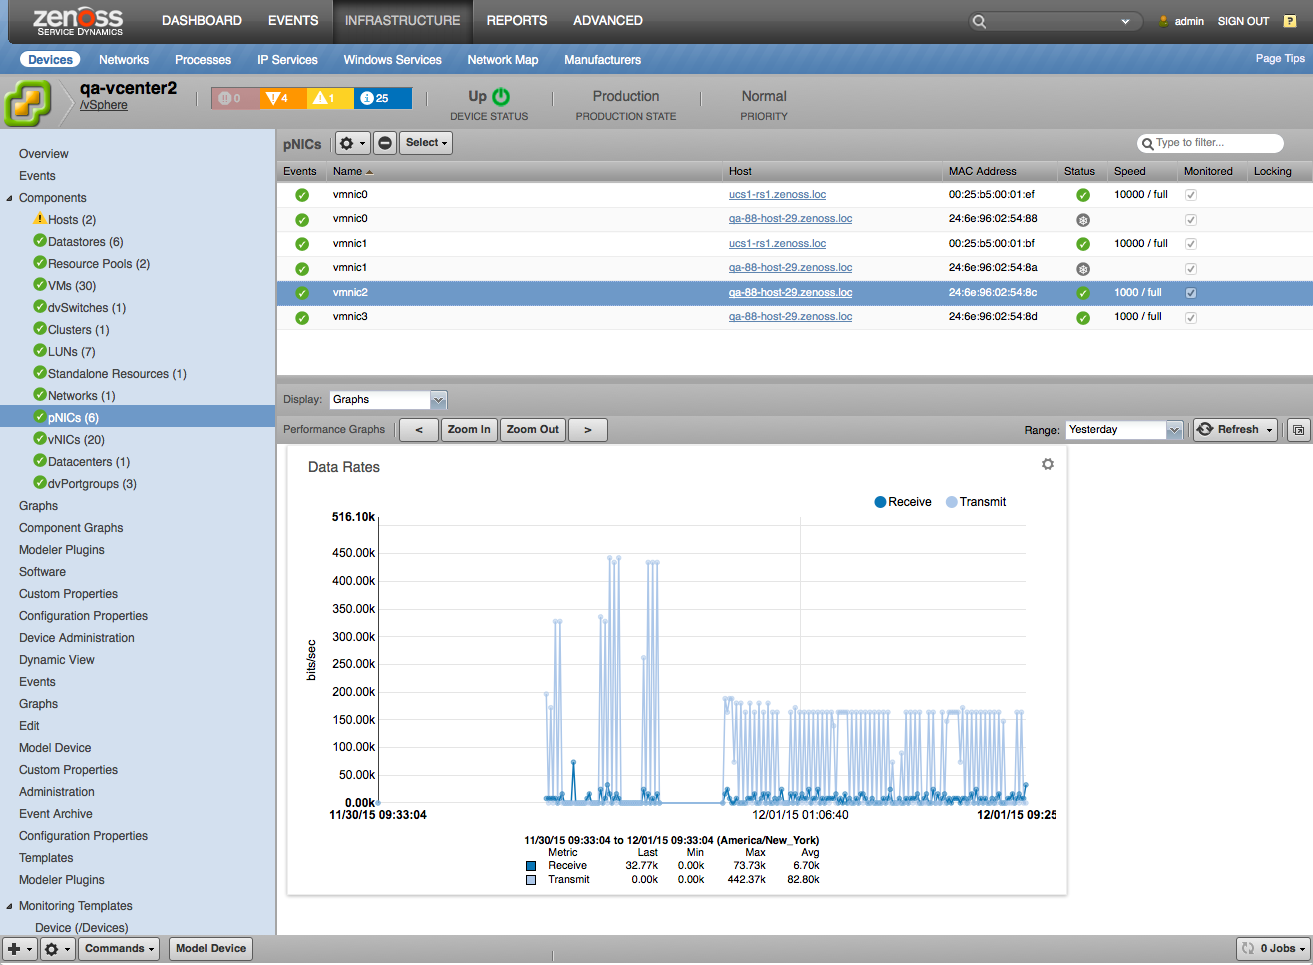 zenoss
SERVICE DYNAMICS
DASHBOARD EVENTS INFRASTRUCTURE REPORTS ADVANCED
admin SIGN OUT ?
Devices Networks Processes IP Services Windows Services Network Map Manufacturers Page Tips
qa-vcenter2
/vSphere
0 4 1 25
Up Production Normal
DEVICE STATUS PRODUCTION STATE PRIORITY
Overview
Events
Components
Hosts (2)
Datastores (6)
Resource Pools (2)
VMs (30)
dvSwitches (1)
Clusters (1)
LUNs (7)
Standalone Resources (1)
Networks (1)
pNICs (6)
vNICs (20)
Datacenters (1)
dvPortgroups (3)
Graphs
Component Graphs
Modeler Plugins
Software
Custom Properties
Configuration Properties
Device Administration
Dynamic View
Events
Graphs
Edit
Model Device
Custom Properties
Administration
Event Archive
Configuration Properties
Templates
Modeler Plugins
Monitoring Templates
Device (/Devices)
pNICs Select Type to filter...
Events Name Host MAC Address Status Speed Monitored Locking
vmnic0 ucs1-rs1.zenoss.loc 00:25:b5:00:01:ef 10000 / full
vmnic0 qa-88-host-29.zenoss.loc 24:6e:96:02:54:88
vmnic1 ucs1-rs1.zenoss.loc 00:25:b5:00:01:bf 10000 / full
vmnic1 qa-88-host-29.zenoss.loc 24:6e:96:02:54:8a
vmnic2 qa-88-host-29.zenoss.loc 24:6e:96:02:54:8c 1000 / full
vmnic3 qa-88-host-29.zenoss.loc 24:6e:96:02:54:8d 1000 / full
Display: Graphs
Performance Graphs < Zoom In Zoom Out > Range: Yesterday Refresh
Data Rates
Receive Transmit
516.10k
450.00k
400.00k
350.00k
300.00k
250.00k
200.00k
150.00k
100.00k
50.00k
0.00k
bits/sec
11/30/15 09:33:04 12/01/15 01:06:40 12/01/15 09:25
11/30/15 09:33:04 to 12/01/15 09:33:04 (America/New_York)
Metric Last Min Max Avg
Receive 32.77k 0.00k 73.73k 6.70k
Transmit 0.00k 0.00k 442.37k 82.80k
Commands Model Device 0 Jobs